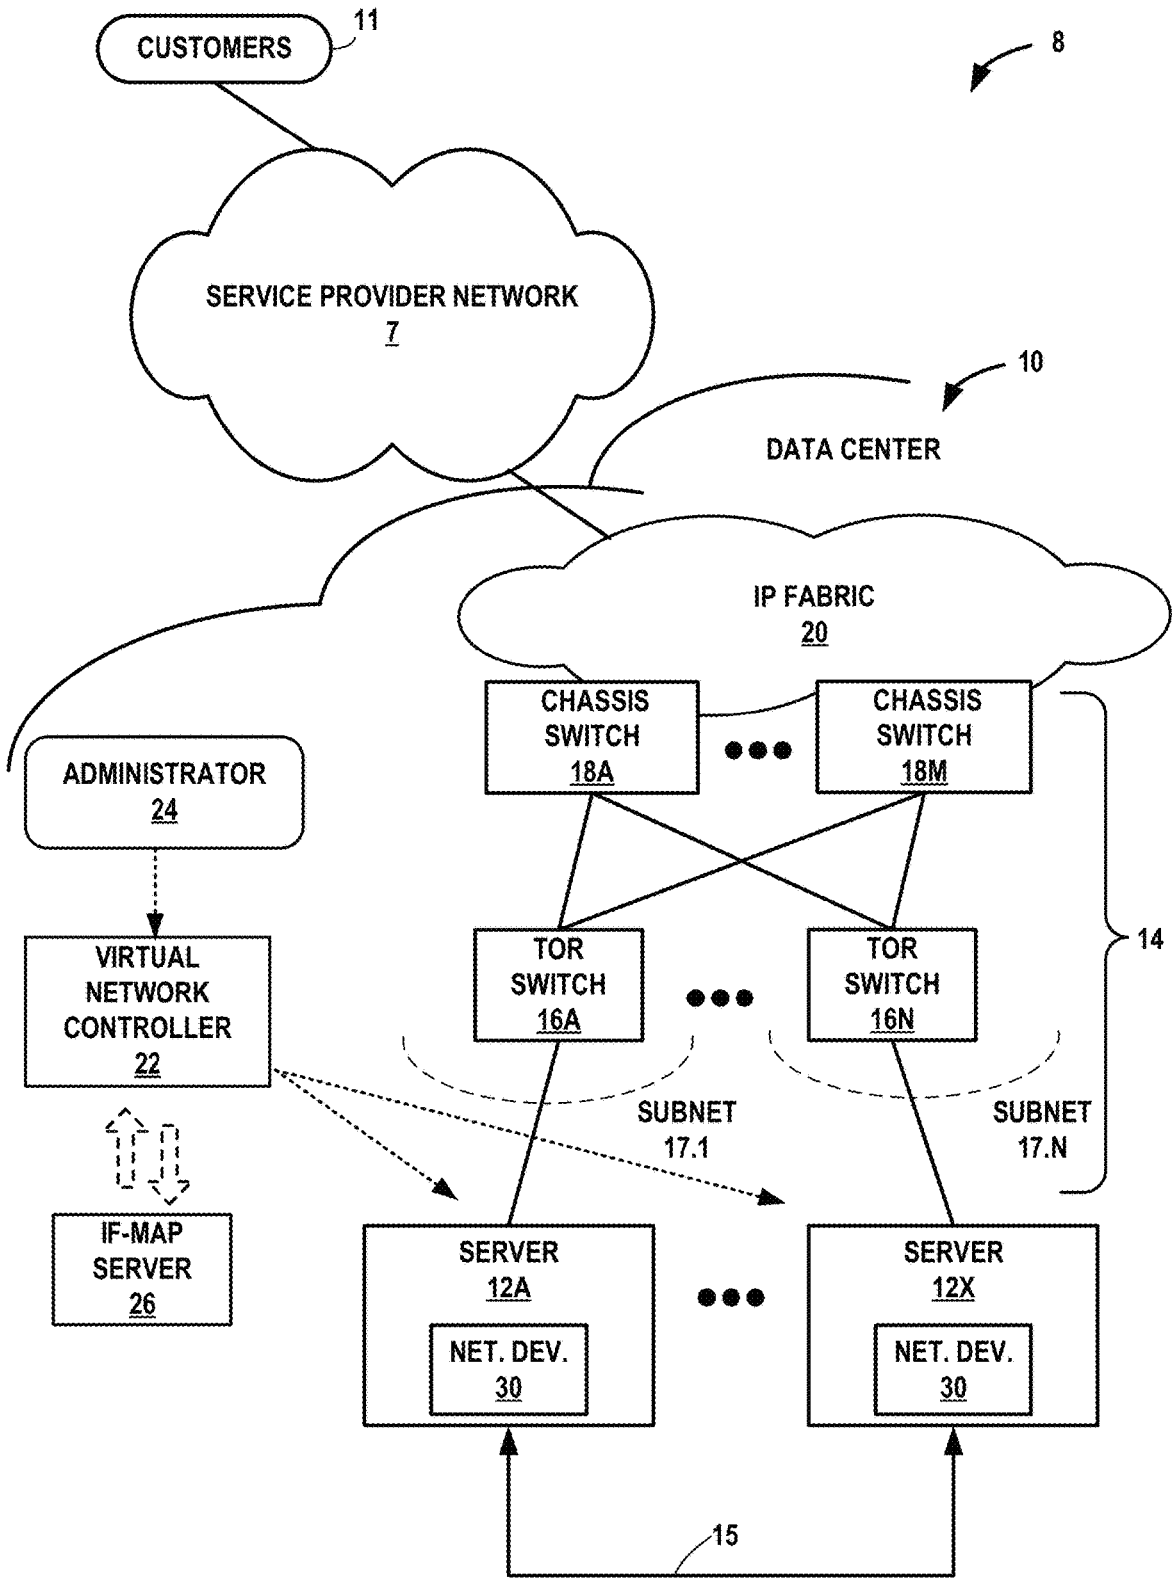 CUSTOMERS
11
8
SERVICE PROVIDER NETWORK
7
10
DATA CENTER
IP FABRIC
20
CHASSIS
SWITCH
18A
CHASSIS
SWITCH
18M
ADMINISTRATOR
24
VIRTUAL
NETWORK
CONTROLLER
22
TOR
SWITCH
16A
TOR
SWITCH
16N
14
SUBNET
17.1
SUBNET
17.N
IF-MAP
SERVER
26
SERVER
12A
NET. DEV.
30
SERVER
12X
NET. DEV.
30
15